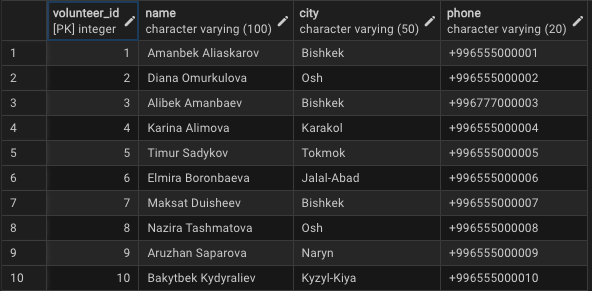 volunteer_id name city phone
[PK] integer character varying (100) character varying (50) character varying (20)
1 1 Amanbek Aliaskarov Bishkek +996555000001
2 2 Diana Omurkulova Osh +996555000002
3 3 Alibek Amanbaev Bishkek +996777000003
4 4 Karina Alimova Karakol +996555000004
5 5 Timur Sadykov Tokmok +996555000005
6 6 Elmira Boronbaeva Jalal-Abad +996555000006
7 7 Maksat Duisheev Bishkek +996555000007
8 8 Nazira Tashmatova Osh +996555000008
9 9 Aruzhan Saparova Naryn +996555000009
10 10 Bakytbek Kydyraliev Kyzyl-Kiya +996555000010